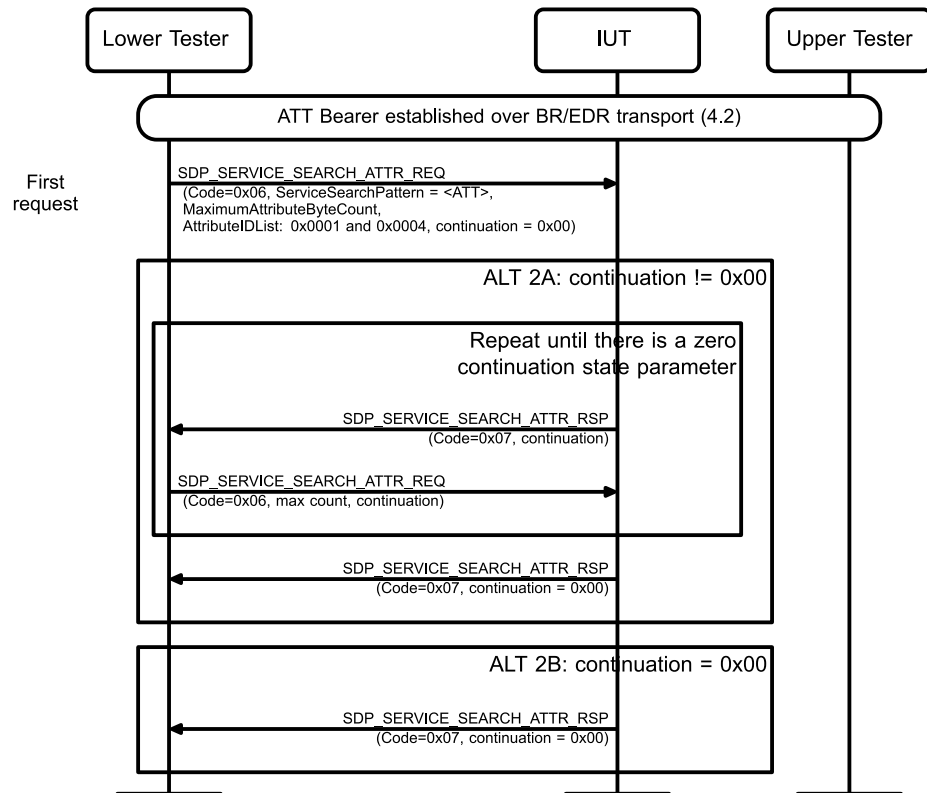 Lower Tester
IUT
Upper Tester
ATT Bearer established over BR/EDR transport (4.2)
First
request
SDP_SERVICE_SEARCH_ATTR_REQ
(Code=0x06, ServiceSearchPattern = <ATT>,
MaximumAttributeByteCount,
AttributeIDList: 0x0001 and 0x0004, continuation = 0x00)
ALT 2A: continuation != 0x00
Repeat until there is a zero
continuation state parameter
SDP_SERVICE_SEARCH_ATTR_RSP
(Code=0x07, continuation)
SDP_SERVICE_SEARCH_ATTR_REQ
(Code=0x06, max count, continuation)
SDP_SERVICE_SEARCH_ATTR_RSP
(Code=0x07, continuation = 0x00)
ALT 2B: continuation = 0x00
SDP_SERVICE_SEARCH_ATTR_RSP
(Code=0x07, continuation = 0x00)